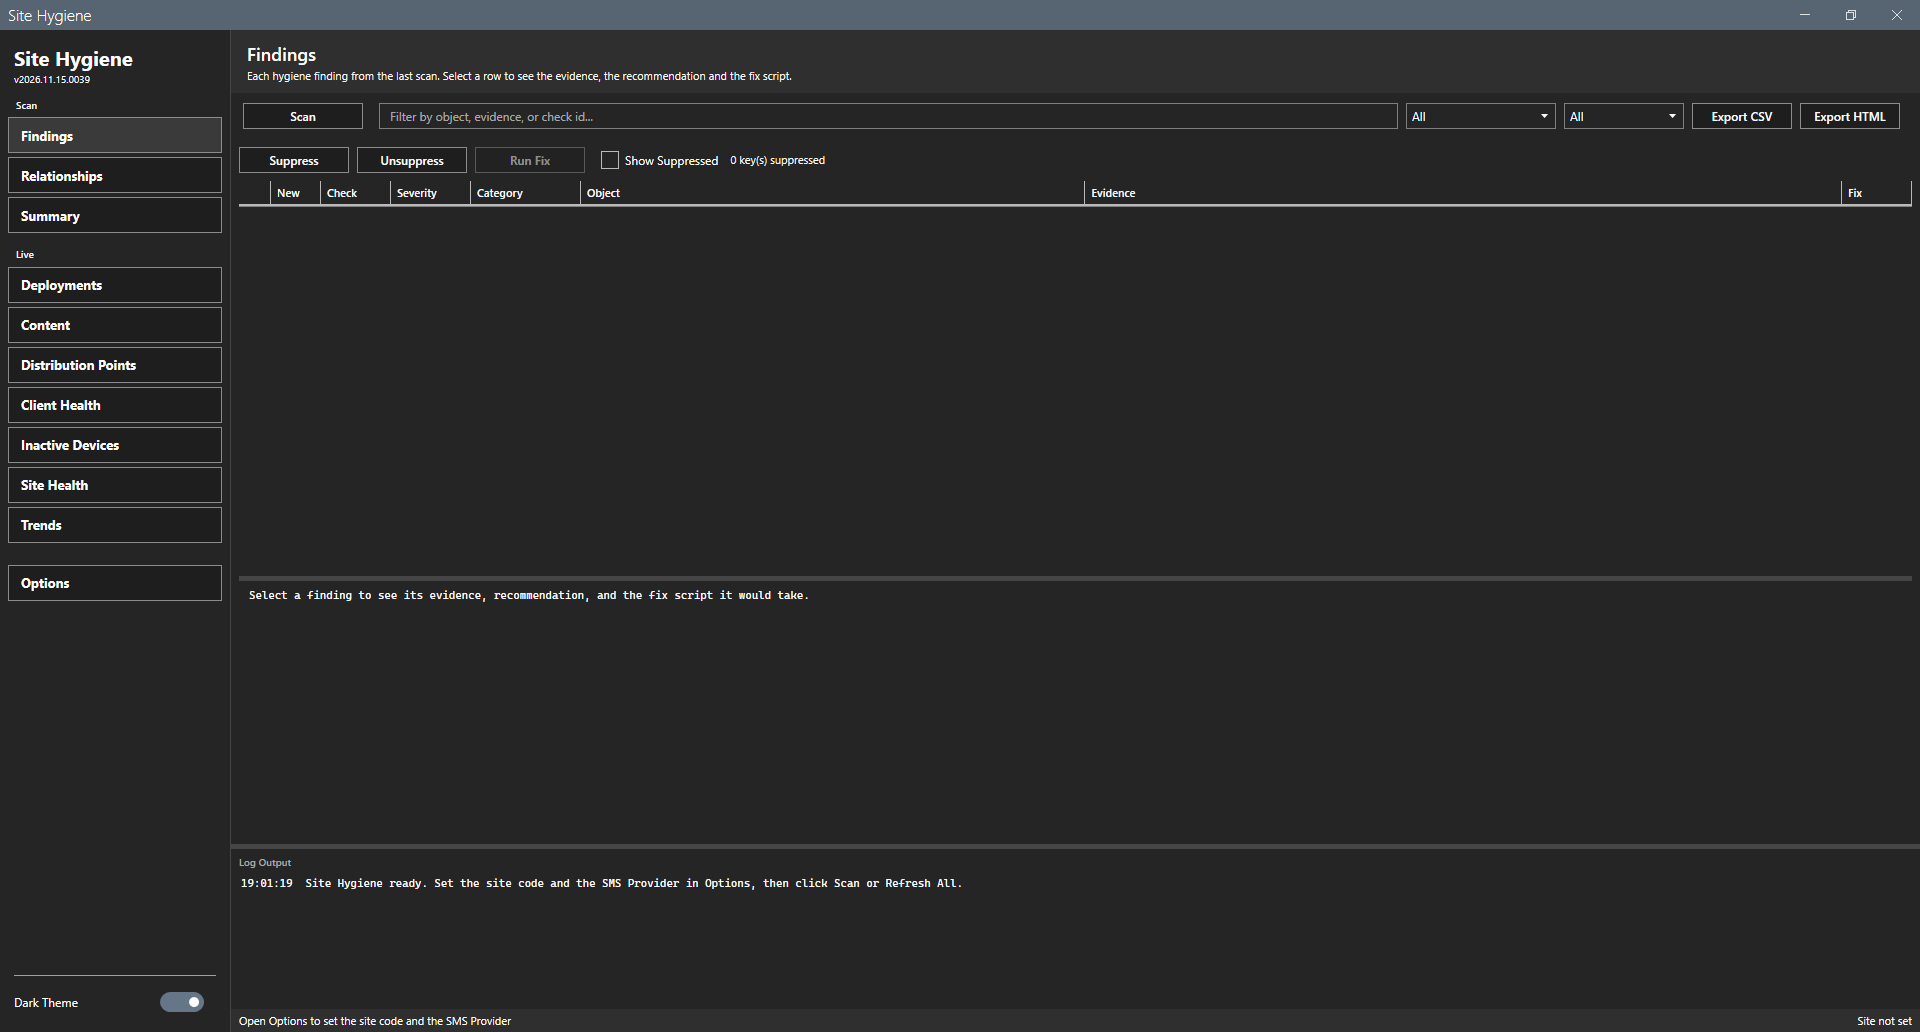 Site Hygiene
Site Hygiene
v2026.11.15.0039
Scan
Findings
Relationships
Summary
Live
Deployments
Content
Distribution Points
Client Health
Inactive Devices
Site Health
Trends
Options
Dark Theme
Findings
Each hygiene finding from the last scan. Select a row to see the evidence, the recommendation and the fix script.
Scan
Filter by object, evidence, or check id...
All
All
Export CSV
Export HTML
Suppress
Unsuppress
Run Fix
Show Suppressed
0 key(s) suppressed
New
Check
Severity
Category
Object
Evidence
Fix
Select a finding to see its evidence, recommendation, and the fix script it would take.
Log Output
19:01:19  Site Hygiene ready. Set the site code and the SMS Provider in Options, then click Scan or Refresh All.
Open Options to set the site code and the SMS Provider
Site not set